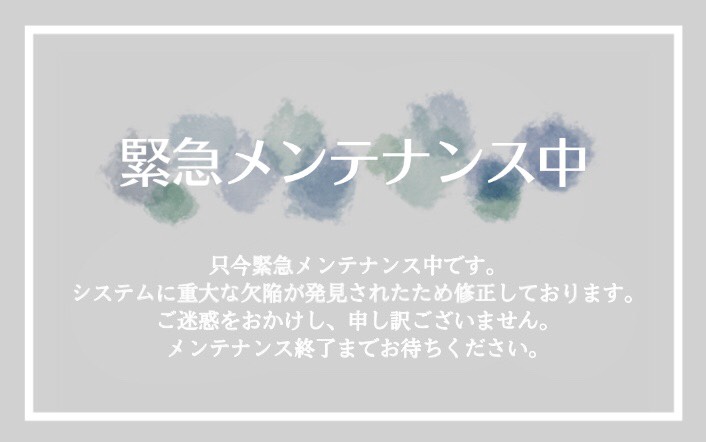 緊急メンテナンス中
只今緊急メンテナンス中です。
システムに重大な欠陥が発見されたため修正しております。
ご迷惑をおかけし、申し訳ございません。
メンテナンス終了までお待ちください。